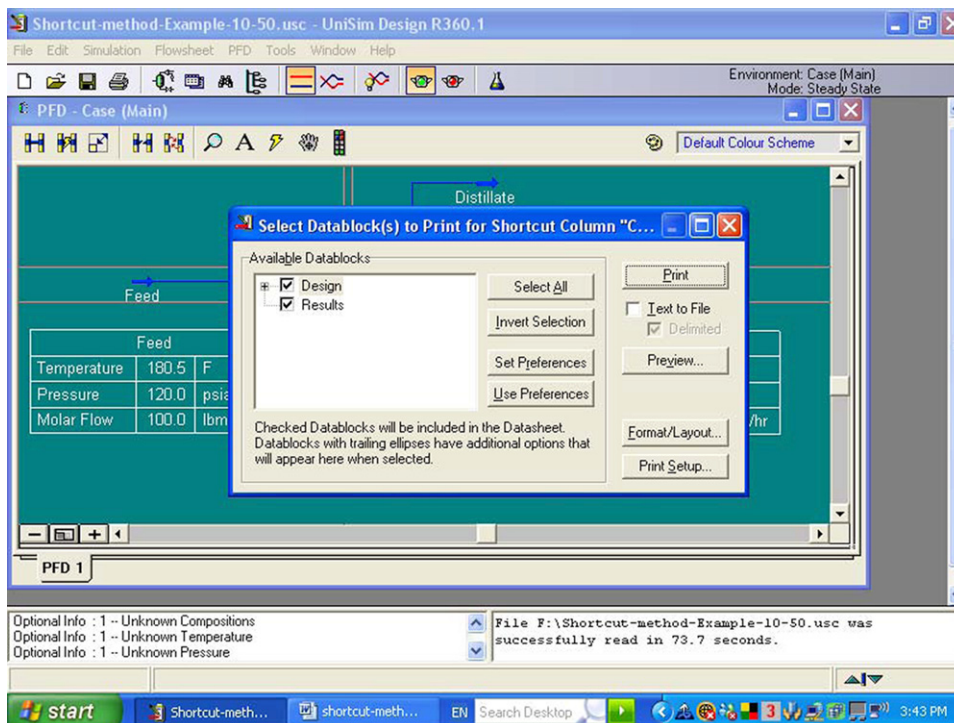 Shortcut-method-Example-10-50.usc - UniSim Design R360.1
File Edit Simulation Flowsheet PFD Tools Window Help
Environment: Case (Main)
Mode: Steady State
PFD - Case (Main)
A
Default Colour Scheme
Distillate
Select Datablock(s) to Print for Shortcut Column "C...
Available Datablocks
Design
Results
Select All
Invert Selection
Set Preferences
Use Preferences
Checked Datablocks will be included in the Datasheet.
Datablocks with trailing ellipses have additional options that
will appear here when selected.
Print
Text to File
Delimited
Preview...
Format/Layout...
Print Setup...
Feed
Feed
Temperature 180.5 F
Pressure 120.0 psia
Molar Flow 100.0 lbm
/hr
PFD 1
Optional Info : 1 -- Unknown Compositions
Optional Info : 1 -- Unknown Temperature
Optional Info : 1 -- Unknown Pressure
File F:\Shortcut-method-Example-10-50.usc was
successfully read in 73.7 seconds.
start
Shortcut-meth...
shortcut-meth...
EN
Search Desktop
3
3:43 PM